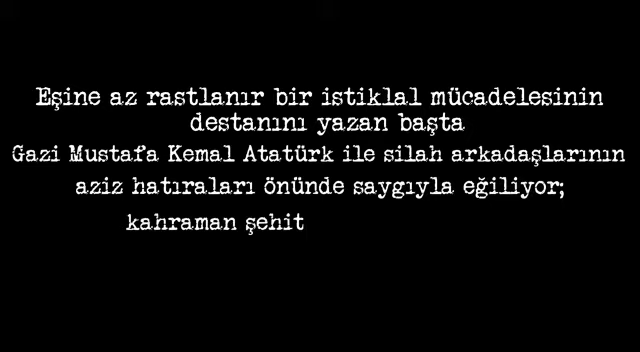 Eşine az rastlanır bir istiklal mücadelesinin
destanını yazan başta
Gazi Mustafa Kemal Atatürk ile silah arkadaşlarının
aziz hatıraları önünde saygıyla eğiliyor;
kahraman şehit